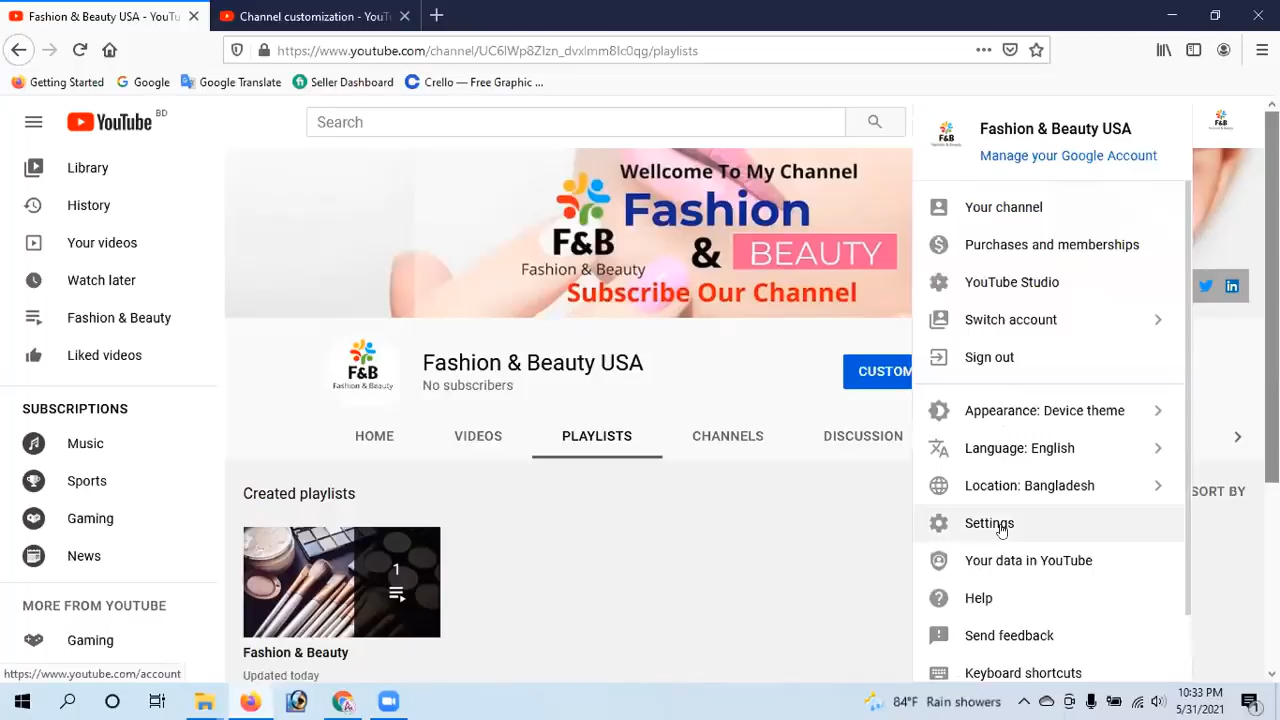 Fashion & Beauty USA - YouTu
Channel customization - YouT
https://www.youtube.com/channel/UC6lWp8ZIzn_dvxlmm8Ic0qg/playlists
Getting Started
Google
Google Translate
Seller Dashboard
Crello — Free Graphic ...
YouTube BD
Search
Library
History
Your videos
Watch later
Fashion & Beauty
Liked videos
SUBSCRIPTIONS
Music
Sports
Gaming
News
MORE FROM YOUTUBE
Gaming
https://www.youtube.com/account
Wellcome To My Channel
Fashion
& BEAUTY
F&B
Fashion & Beauty
Subscribe Our Channel
F&B
Fashion & Beauty
Fashion & Beauty USA
No subscribers
CUSTOM
HOME
VIDEOS
PLAYLISTS
CHANNELS
DISCUSSION
SORT BY
Created playlists
1
Fashion & Beauty
Updated today
F&B
Fashion & Beauty USA
Manage your Google Account
Your channel
Purchases and memberships
YouTube Studio
Switch account
Sign out
Appearance: Device theme
Language: English
Location: Bangladesh
Settings
Your data in YouTube
Help
Send feedback
Keyboard shortcuts
F&B
84°F Rain showers
10:33 PM
5/31/2021
1